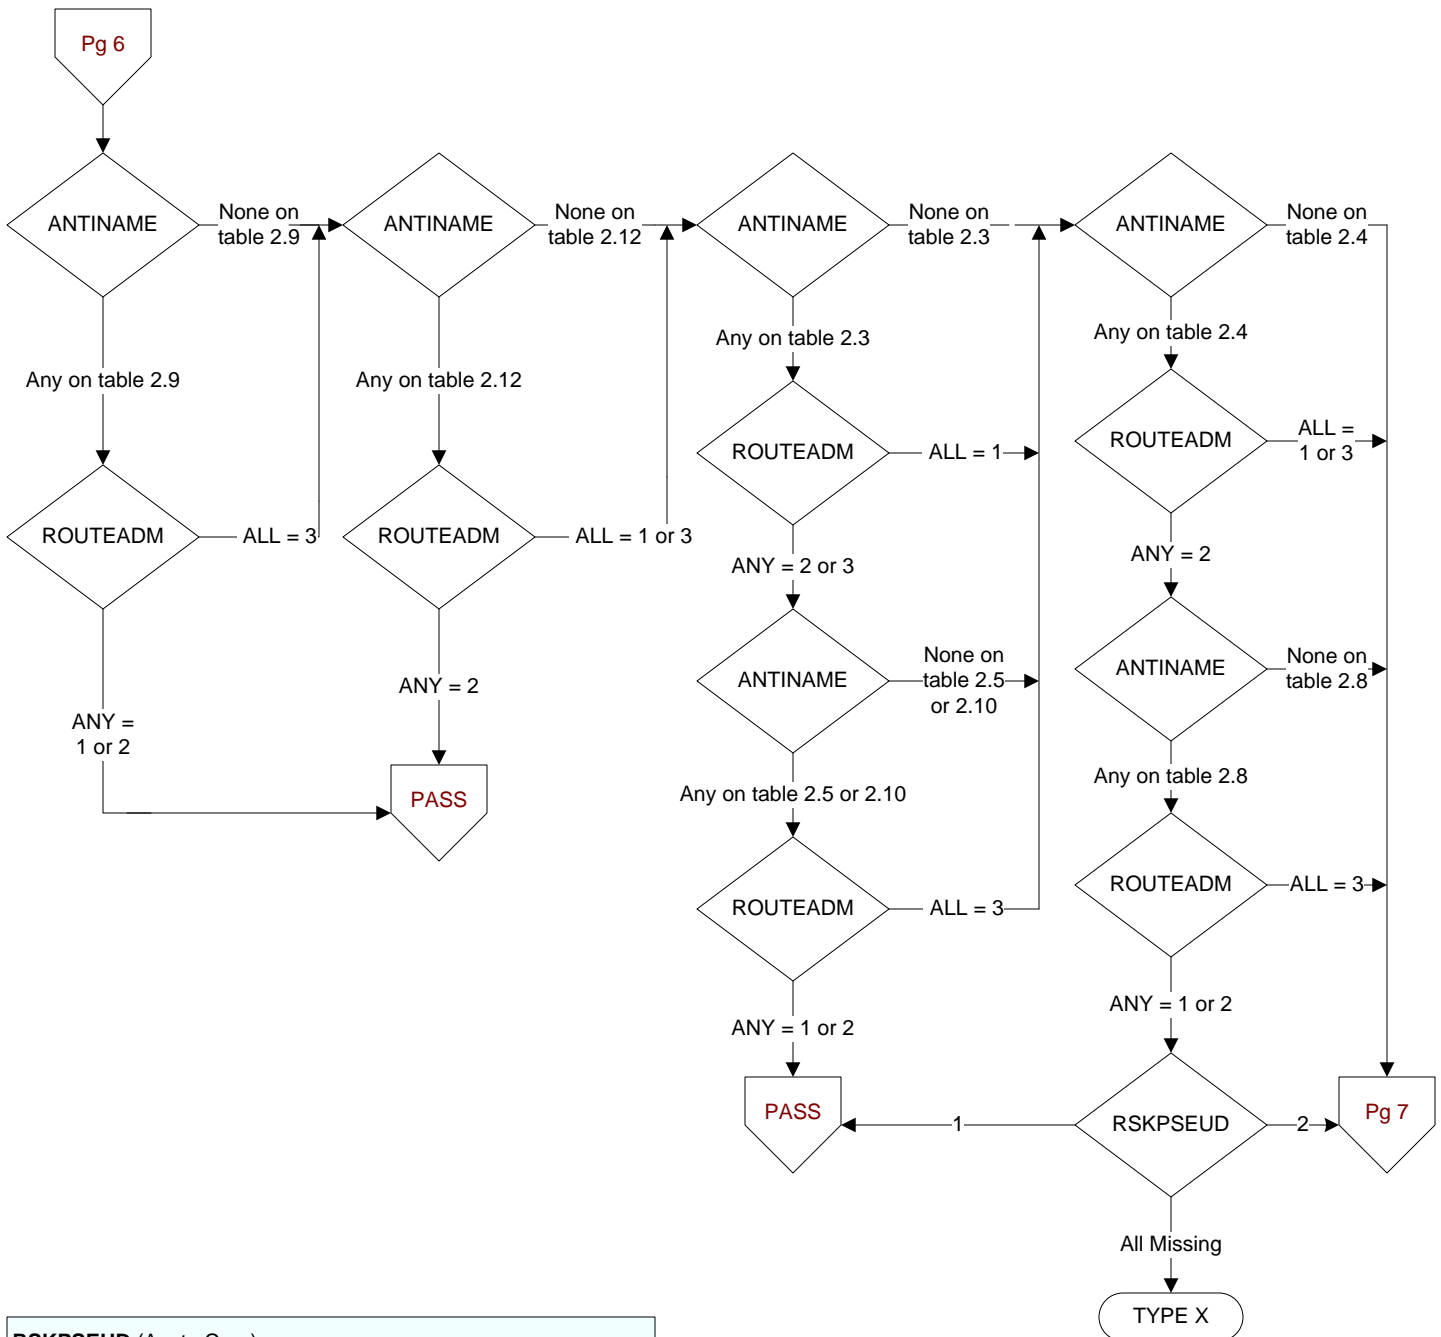 Pg 6
ANTINAME
None on
table 2.9
ANTINAME
None on
table 2.12
ANTINAME
None on
table 2.3
ANTINAME
None on
table 2.4
Any on table 2.9
Any on table 2.12
Any on table 2.3
Any on table 2.4
ROUTEADM
ALL = 3
ROUTEADM
ALL = 1 or 3
ROUTEADM
ALL = 1
ROUTEADM
ALL =
1 or 3
ANY =
1 or 2
ANY = 2
PASS
ANY = 2 or 3
ANTINAME
None on
table 2.5
or 2.10
Any on table 2.5 or 2.10
ROUTEADM
ALL = 3
ANY = 1 or 2
PASS
ANY = 2
ANTINAME
None on
table 2.8
Any on table 2.8
ROUTEADM
ALL = 3
ANY = 1 or 2
1
RSKPSEUD
2
Pg 7
All Missing
TYPE X